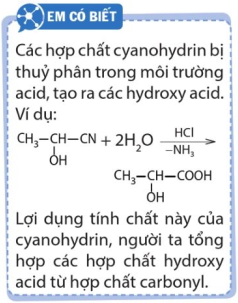 EM CÓ BIẾT
Các hợp chất cyanohydrin bị
thuỷ phân trong môi trường
acid, tạo ra các hydroxy acid.
Ví dụ:
CH₃–CH–CN + 2H₂O HCl
–NH₃
OH
CH₃–CH–COOH
OH
Lợi dụng tính chất này của
cyanohydrin, người ta tổng
hợp các hợp chất hydroxy
acid từ hợp chất carbonyl.